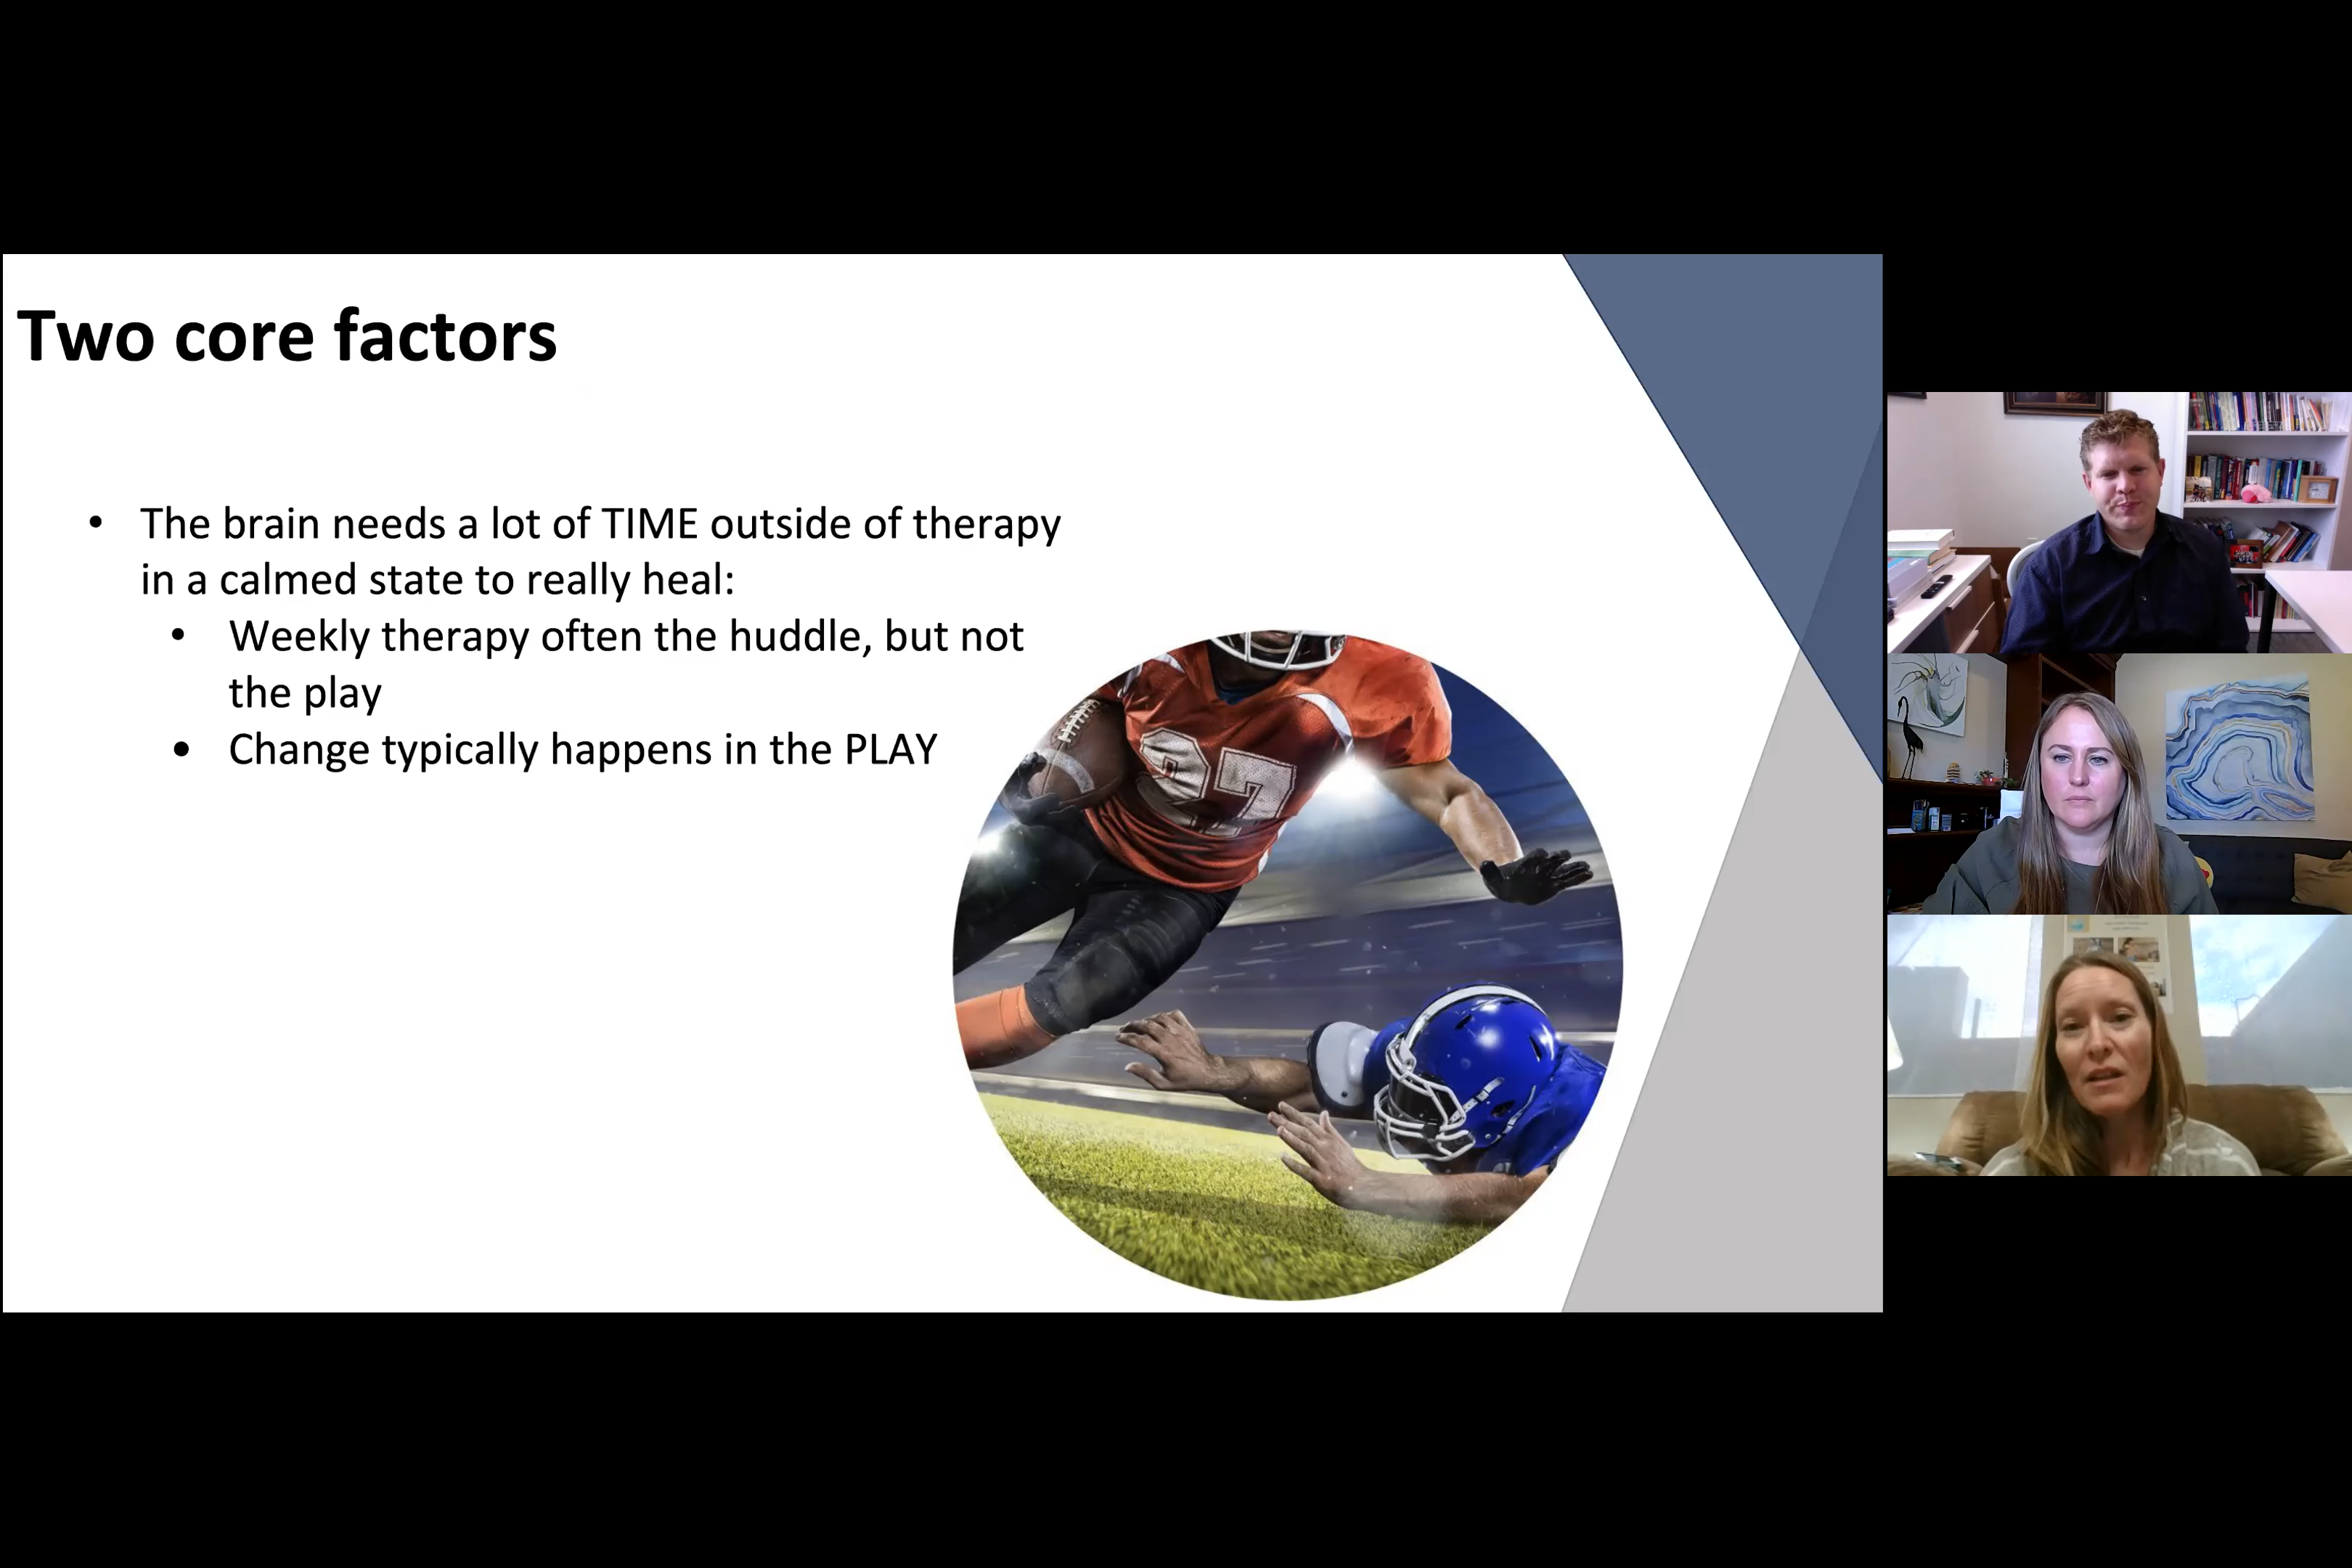 Two core factors
• The brain needs a lot of TIME outside of therapy
in a calmed state to really heal:
• Weekly therapy often the huddle, but not
the play
• Change typically happens in the PLAY
27